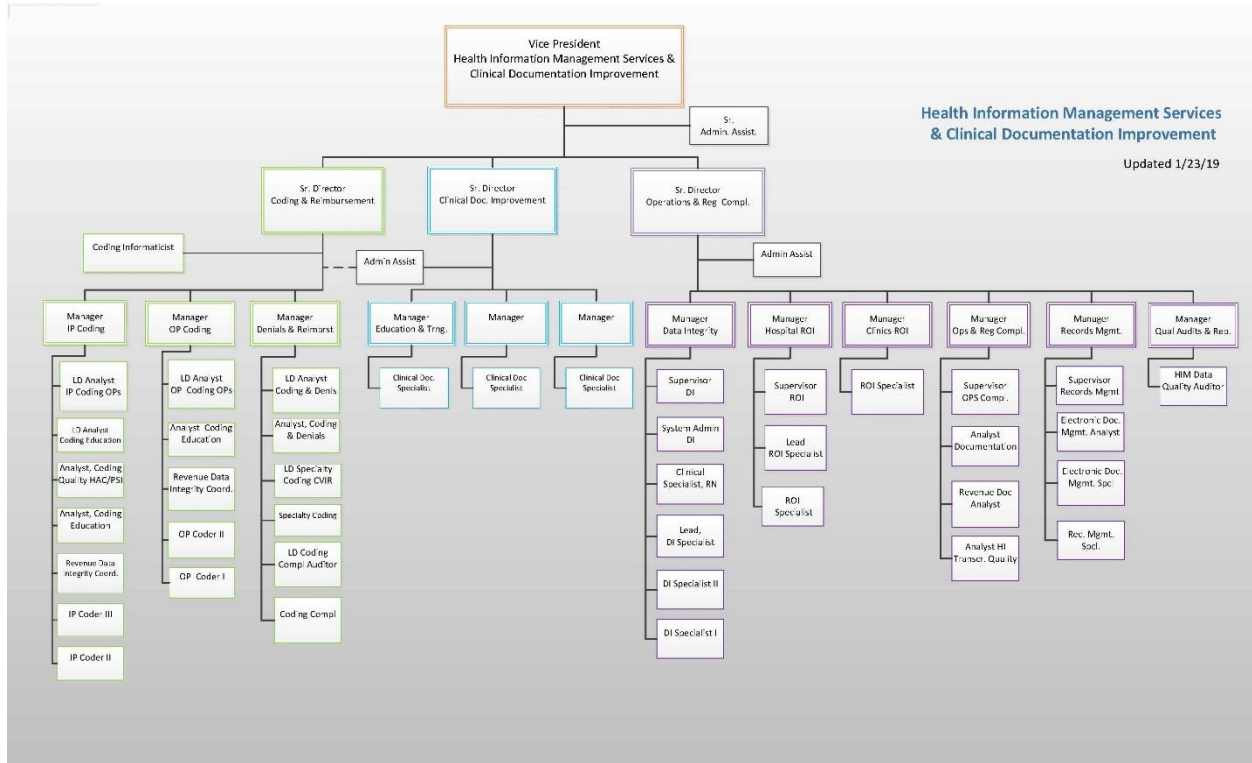 Vice President
Health Information Management Services &
Clinical Documentation Improvement
Sr.
Admin. Assist.
Health Information Management Services
& Clinical Documentation Improvement
Updated 1/23/19
Sr. Director
Coding & Reimbursement
Sr. Director
Clinical Doc. Improvement
Sr. Director
Operations & Reg Compl.
Coding Informaticist
Admin Assist
Admin Assist
Manager
IP Coding
Manager
OP Coding
Manager
Denials & Reimbrst.
Manager
Education & Trng.
Manager
Manager
Manager
Data Integrity
Manager
Hospital ROI
Manager
Clinics ROI
Manager
Ops & Reg Compl.
Manager
Records Mgmt.
Manager
Qual Audits & Rep.
LD Analyst
IP Coding OPs
LD Analyst
Coding Education
Analyst, Coding
Quality HAC/PSI
Analyst, Coding
Education
Revenue Data
Integrity Coord.
IP Coder III
IP Coder II
LD Analyst
OP Coding OPs
Analyst Coding
Education
Revenue Data
Integrity Coord.
OP Coder II
OP Coder I
LD Analyst
Coding & Denls
Analyst, Coding
& Denials
LD Specialty
Coding CVIR
Specialty Coding
LD Coding
Compl Auditor
Coding Compl
Clinical Doc.
Specialist
Clinical Doc
Specialist
Clinical Doc
Specialist
Supervisor
DI
System Admin
DI
Clinical
Specialist, RN
Lead,
DI Specialist
DI Specialist II
DI Specialist I
Supervisor
ROI
Lead
ROI Specialist
ROI
Specialist
ROI Specialist
Supervisor
OPS Compl.
Analyst
Documentation
Revenue Doc
Analyst
Analyst HI
Transcr. Quality
Supervisor
Records Mgmt
Electronic Doc.
Mgmt. Analyst
Electronic Doc.
Mgmt. Spcl
Rec. Mgmt.
Spcl.
HIM Data
Quality Auditor